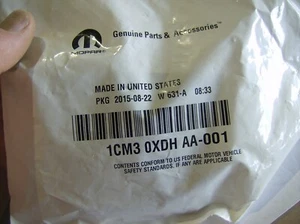 MOPAR
Genuine Parts & Accessories™
MADE IN UNITED STATES
PKG 2015-08-22 W 631-A 08:33
1CM3 0XDH AA-001
CONTENTS CONFORM TO US FEDERAL MOTOR VEHICLE
SAFETY STANDARDS. IF ANY ARE APPLICABLE